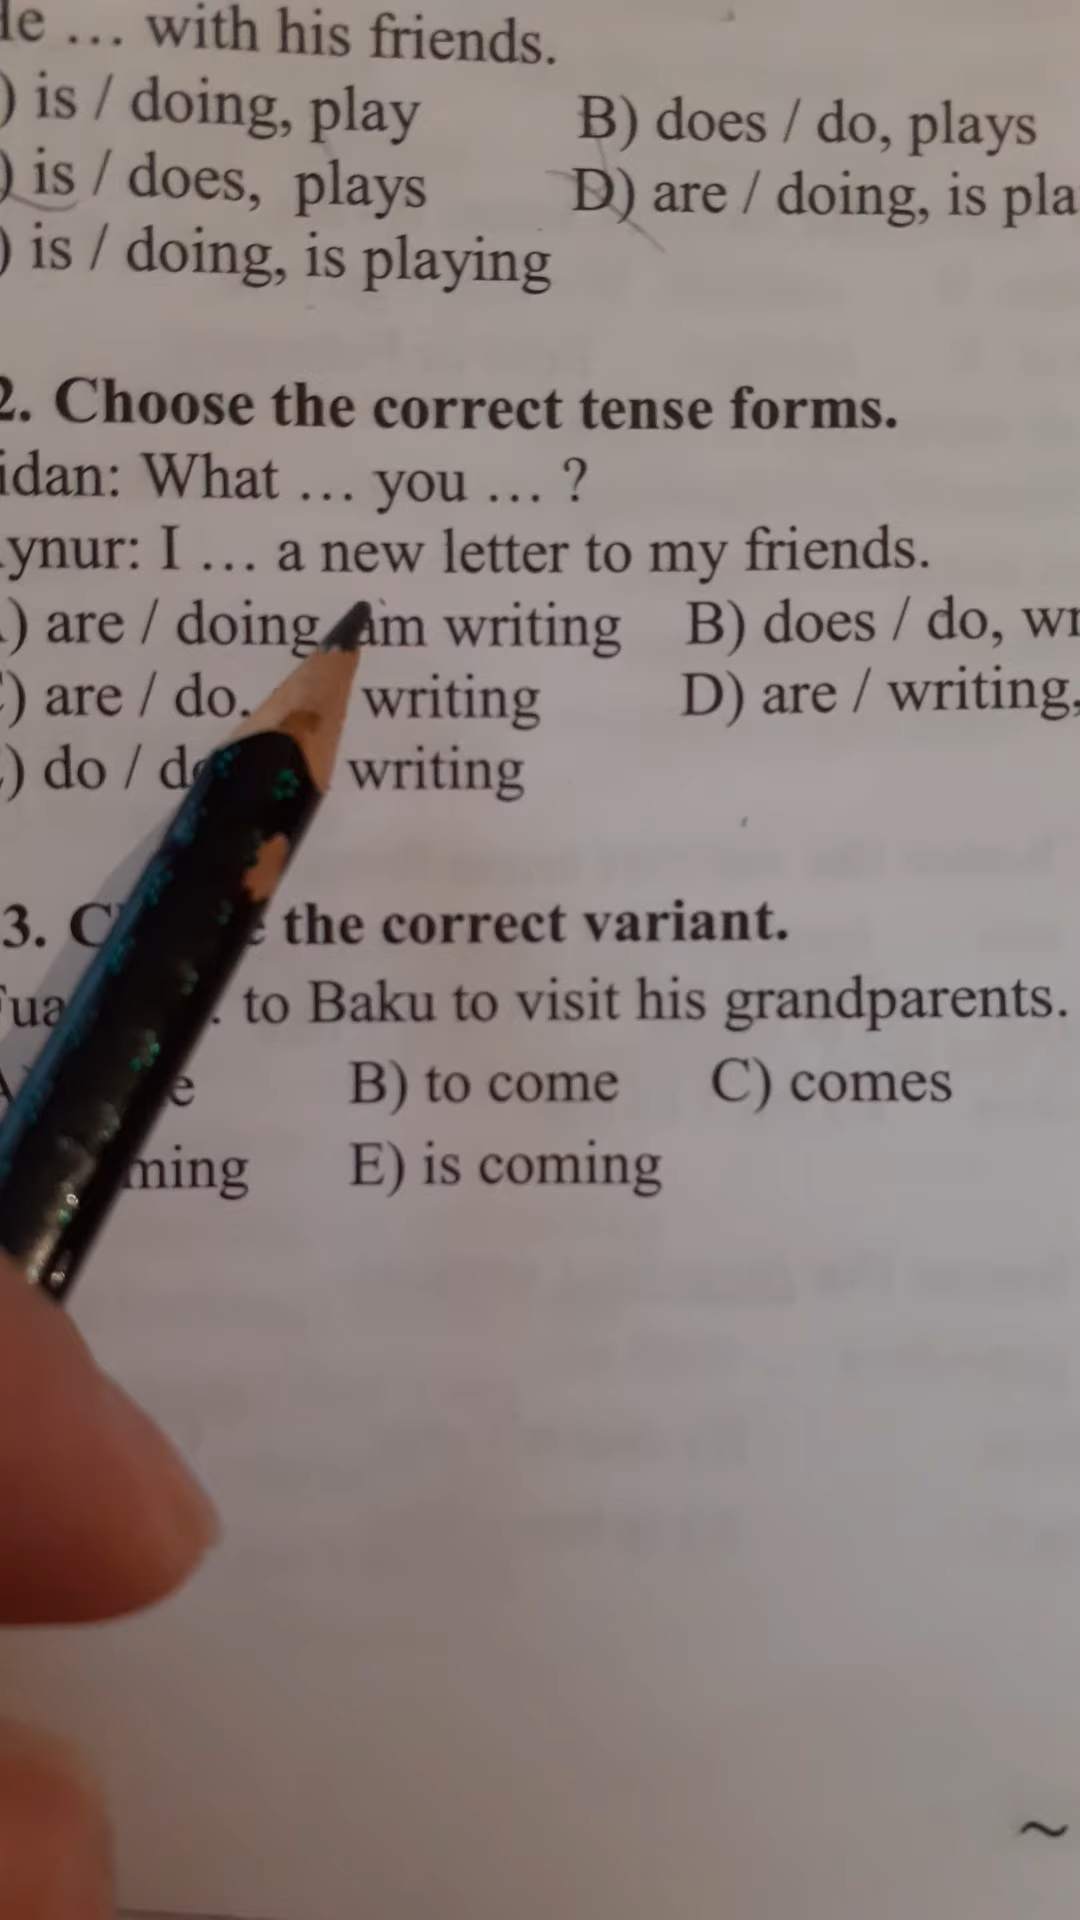 le ... with his friends.
) is / doing, play B) does / do, plays
) is / does, plays D) are / doing, is pla
) is / doing, is playing
2. Choose the correct tense forms.
idan: What ... you ... ?
ynur: I ... a new letter to my friends.
) are / doing am writing B) does / do, wr
) are / do. writing D) are / writing,
) do / do writing
3. the correct variant.
to Baku to visit his grandparents.
e B) to come C) comes
ming E) is coming
~